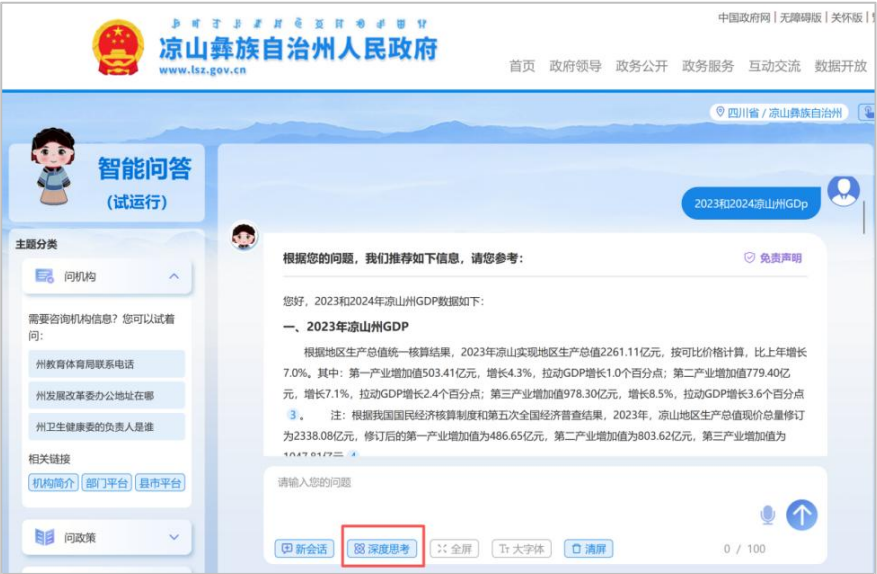 中国政府网 | 无障碍版 | 关怀版 |
凉山彝族自治州人民政府
www.lsz.gov.cn
首页 政府领导 政务公开 政务服务 互动交流 数据开放
四川省 / 凉山彝族自治州
智能问答
(试运行)
2023和2024凉山州GDp
主题分类
问机构
需要咨询机构信息？您可以试着
问：
州教育体育局联系电话
州发展改革委办公地址在哪
州卫生健康委的负责人是谁
相关链接
机构简介 部门平台 县市平台
问政策
根据您的问题，我们推荐如下信息，请您参考：
免责声明
您好，2023和2024年凉山州GDP数据如下：
一、2023年凉山州GDP
根据地区生产总值统一核算结果，2023年凉山实现地区生产总值2261.11亿元，按可比价格计算，比上年增长
7.0%。其中：第一产业增加值503.41亿元，增长4.3%，拉动GDP增长1.0个百分点；第二产业增加值779.40亿
元，增长7.1%，拉动GDP增长2.4个百分点；第三产业增加值978.30亿元，增长8.5%，拉动GDP增长3.6个百分点
3 。 注：根据我国国民经济核算制度和第五次全国经济普查结果，2023年，凉山地区生产总值现价总量修订
为2338.08亿元，修订后的第一产业增加值为486.65亿元，第二产业增加值为803.62亿元，第三产业增加值为
1047.81亿元 4
请输入您的问题
新会话 深度思考 全屏 Tт 大字体 清屏
0 / 100